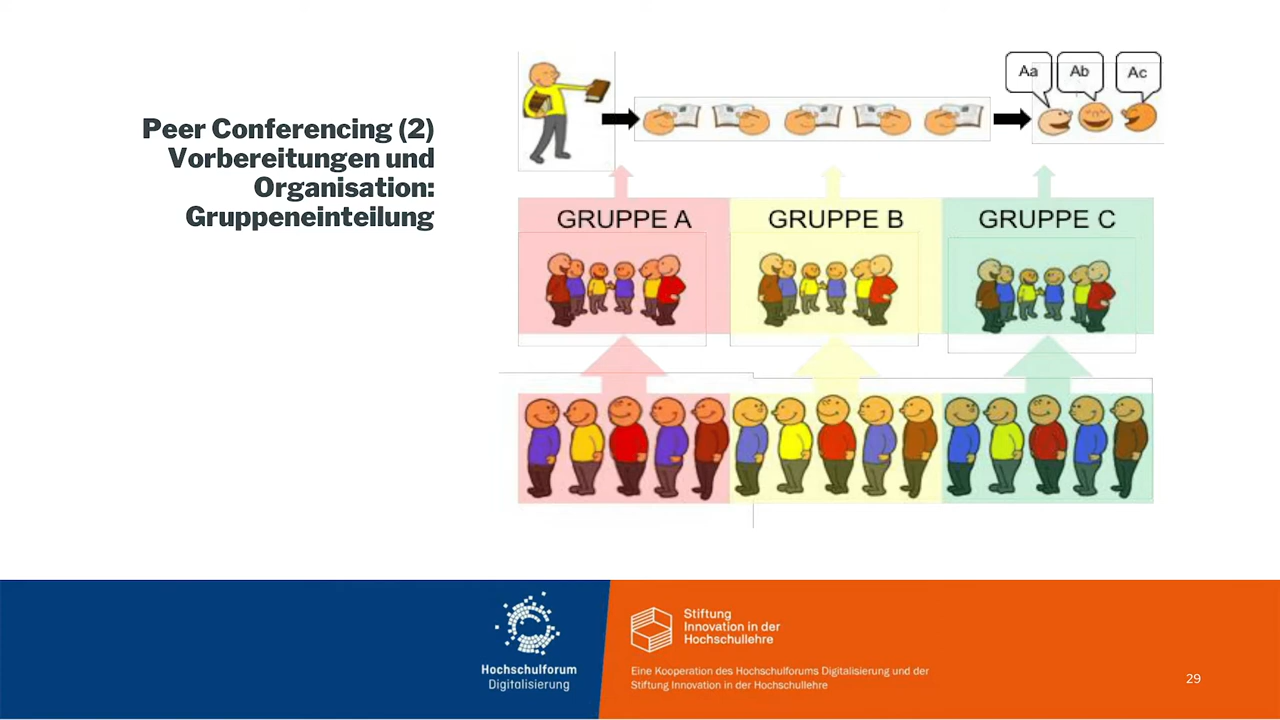 Peer Conferencing (2)
Vorbereitungen und
Organisation:
Gruppeneinteilung
Aa
Ab
Ac
GRUPPE A
GRUPPE B
GRUPPE C
Hochschulforum
Digitalisierung
Stiftung
Innovation in der
Hochschullehre
Eine Kooperation des Hochschulforums Digitalisierung und der
Stiftung Innovation in der Hochschullehre
29